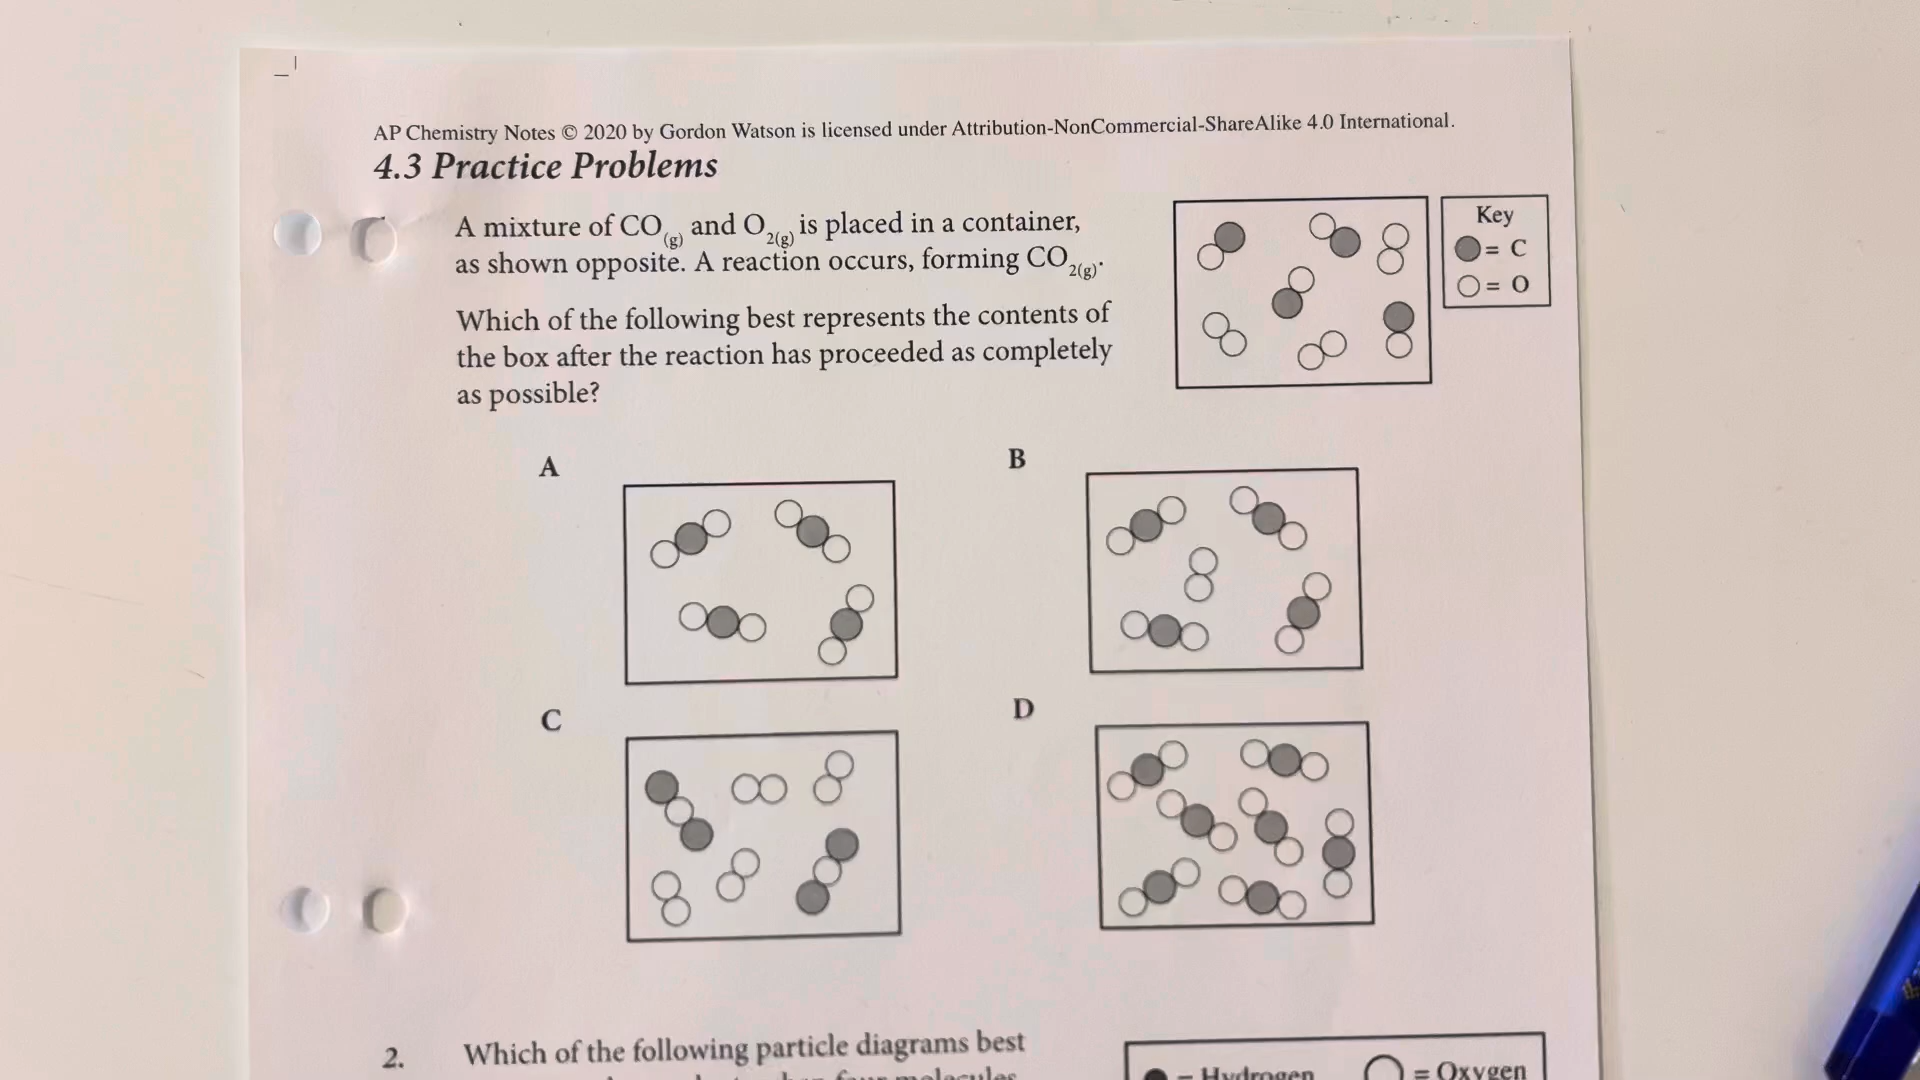 AP Chemistry Notes © 2020 by Gordon Watson is licensed under Attribution-NonCommercial-ShareAlike 4.0 International.
4.3 Practice Problems
A mixture of CO(g) and O2(g) is placed in a container,
as shown opposite. A reaction occurs, forming CO2(g).
Which of the following best represents the contents of
the box after the reaction has proceeded as completely
as possible?
Key
= C
= O
A
B
C
D
2. Which of the following particle diagrams best
four molecules
= Hydrogen = Oxygen